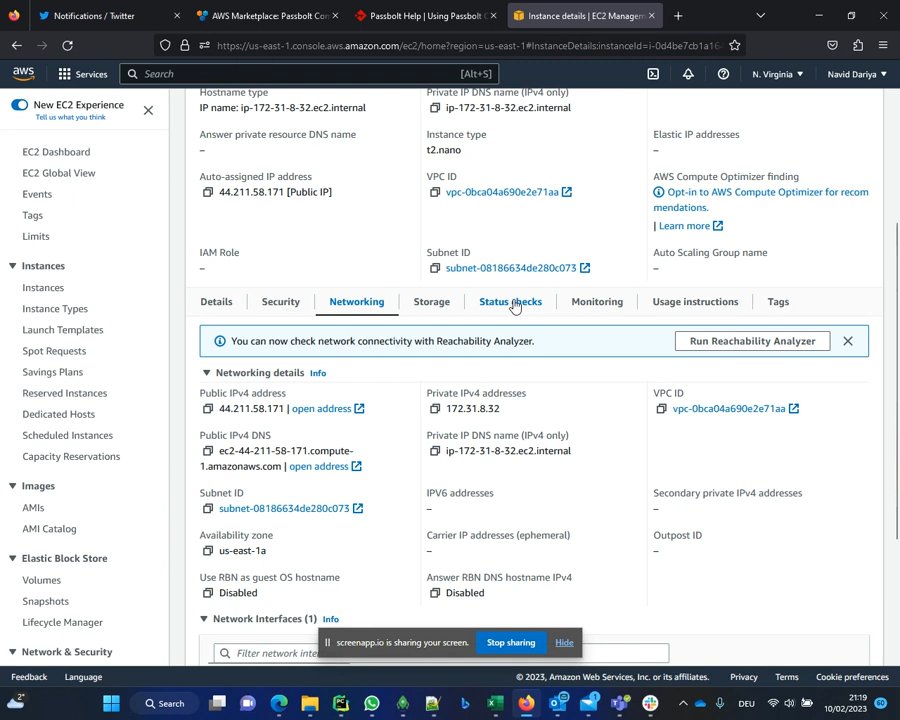 Notifications / Twitter
AWS Marketplace: Passbolt Con
Passbolt Help | Using Passbolt C
Instance details | EC2 Managem
https://us-east-1.console.aws.amazon.com/ec2/home?region=us-east-1#InstanceDetails:instanceId=i-0d4be7cb1a16
aws
Services
Search
[Alt+S]
N. Virginia
Navid Dariya
New EC2 Experience
Tell us what you think
EC2 Dashboard
EC2 Global View
Events
Tags
Limits
Instances
Instances
Instance Types
Launch Templates
Spot Requests
Savings Plans
Reserved Instances
Dedicated Hosts
Scheduled Instances
Capacity Reservations
Images
AMIs
AMI Catalog
Elastic Block Store
Volumes
Snapshots
Lifecycle Manager
Network & Security
Hostname type
IP name: ip-172-31-8-32.ec2.internal
Private IP DNS name (IPv4 only)
ip-172-31-8-32.ec2.internal
Answer private resource DNS name
–
Instance type
t2.nano
Elastic IP addresses
–
Auto-assigned IP address
44.211.58.171 [Public IP]
VPC ID
vpc-0bca04a690e2e71aa
AWS Compute Optimizer finding
Opt-in to AWS Compute Optimizer for recom
mendations.
| Learn more
IAM Role
–
Subnet ID
subnet-08186634de280c073
Auto Scaling Group name
–
Details
Security
Networking
Storage
Status checks
Monitoring
Usage instructions
Tags
You can now check network connectivity with Reachability Analyzer.
Run Reachability Analyzer
Networking details Info
Public IPv4 address
44.211.58.171 | open address
Private IPv4 addresses
172.31.8.32
VPC ID
vpc-0bca04a690e2e71aa
Public IPv4 DNS
ec2-44-211-58-171.compute-
1.amazonaws.com | open address
Private IP DNS name (IPv4 only)
ip-172-31-8-32.ec2.internal
Subnet ID
subnet-08186634de280c073
IPV6 addresses
–
Secondary private IPv4 addresses
–
Availability zone
us-east-1a
Carrier IP addresses (ephemeral)
–
Outpost ID
–
Use RBN as guest OS hostname
Disabled
Answer RBN DNS hostname IPv4
Disabled
Network Interfaces (1) Info
Filter network inte
screenapp.io is sharing your screen.
Stop sharing
Hide
Feedback
Language
© 2023, Amazon Web Services, Inc. or its affiliates.
Privacy
Terms
Cookie preferences
2°
Search
DEU
21:19
10/02/2023
60